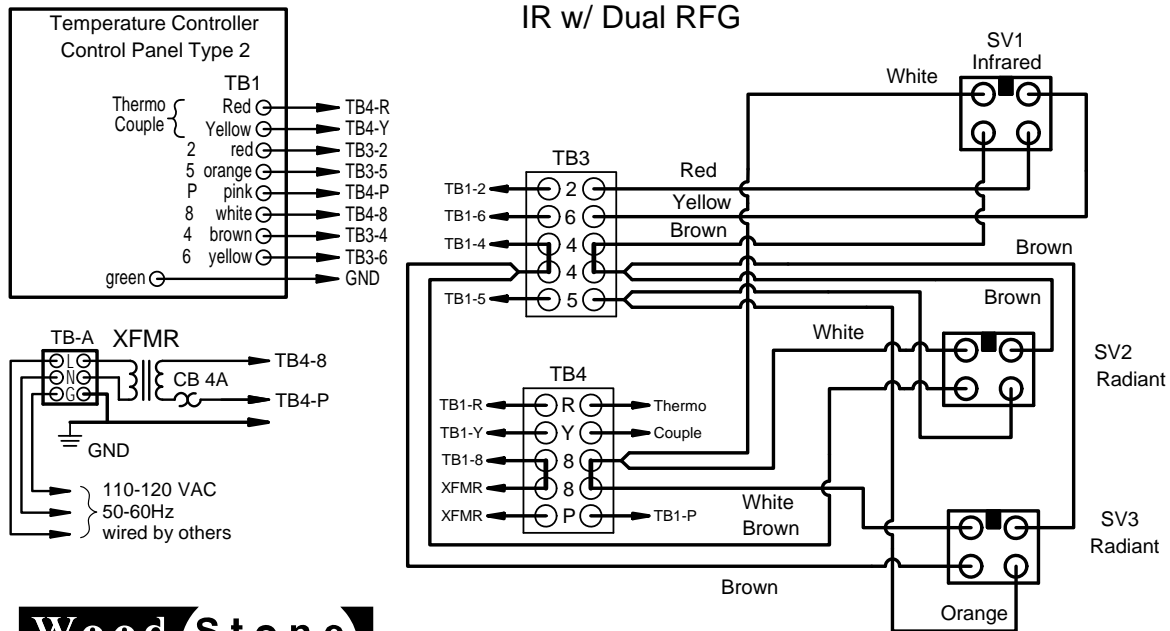 IR w/ Dual RFG
Temperature Controller
Control Panel Type 2
TB1
Thermo
Couple
Red TB4-R
Yellow TB4-Y
2 red TB3-2
5 orange TB3-5
P pink TB4-P
8 white TB4-8
4 brown TB3-4
6 yellow TB3-6
green GND
TB-A XFMR
L
N
G
CB 4A
TB4-8
TB4-P
GND
110-120 VAC
50-60Hz
wired by others
TB3
TB1-2 2
TB1-6 6
TB1-4 4
4
TB1-5 5
Red
Yellow
Brown
White
SV1
Infrared
Brown
Brown
White
SV2
Radiant
TB4
TB1-R R Thermo
TB1-Y Y Couple
TB1-8 8
XFMR 8
XFMR P TB1-P
White
Brown
SV3
Radiant
Brown
Orange
Wood Stone